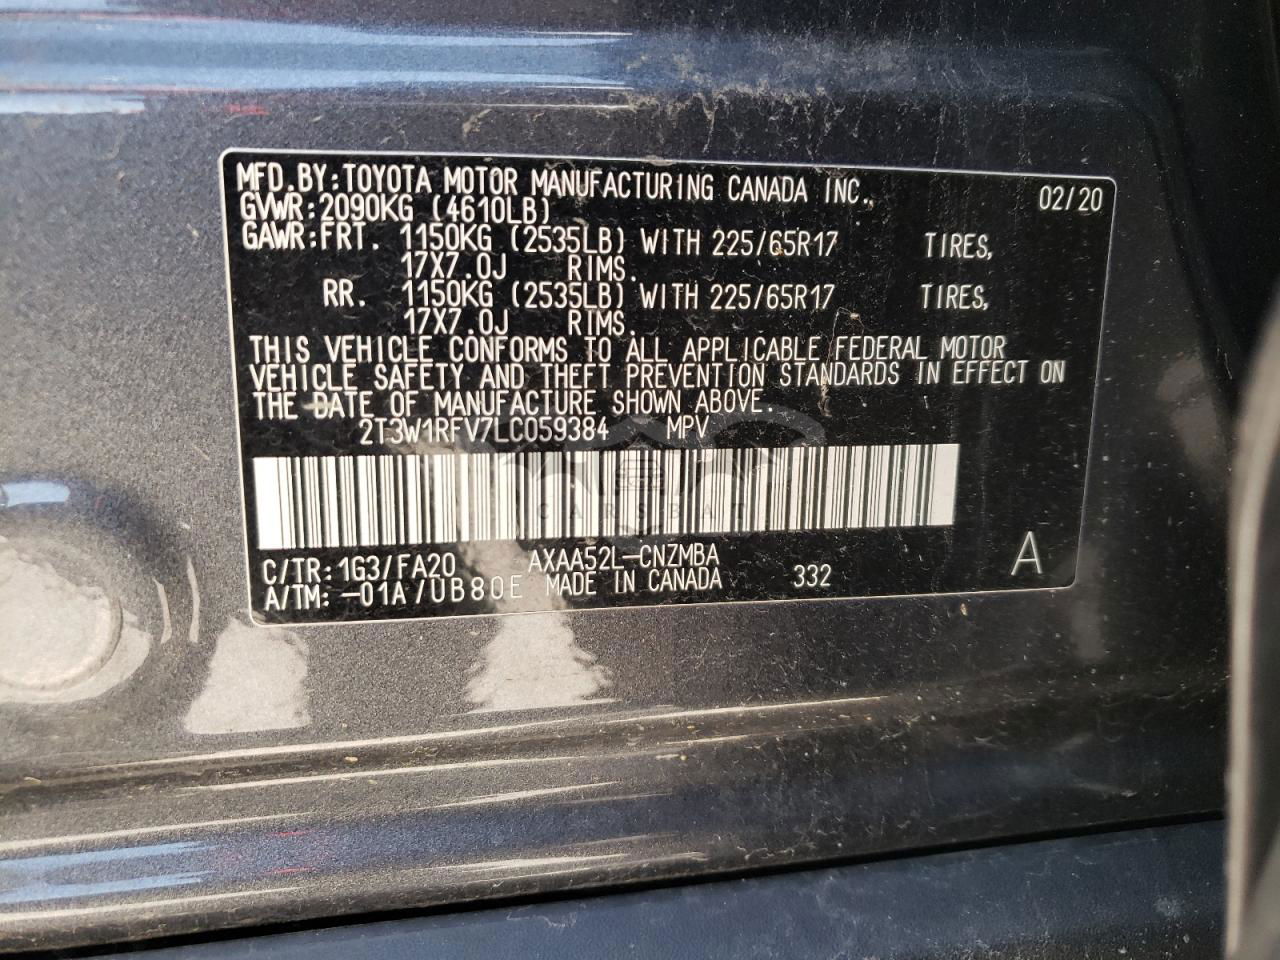 MFD.BY:TOYOTA MOTOR MANUFACTURING CANADA INC., 02/20
GVWR:2090KG (4610LB)
GAWR:FRT. 1150KG (2535LB) WITH 225/65R17 TIRES,
17X7.0J RIMS.
RR. 1150KG (2535LB) WITH 225/65R17 TIRES,
17X7.0J RIMS.
THIS VEHICLE CONFORMS TO ALL APPLICABLE FEDERAL MOTOR
VEHICLE SAFETY AND THEFT PREVENTION STANDARDS IN EFFECT ON
THE DATE OF MANUFACTURE SHOWN ABOVE.
2T3W1RFV7LC059384 MPV
CARSBAT
C/TR:1G3/FA20 AXAA52L-CNZMBA A
A/TM:-01A/UB80E MADE IN CANADA 332